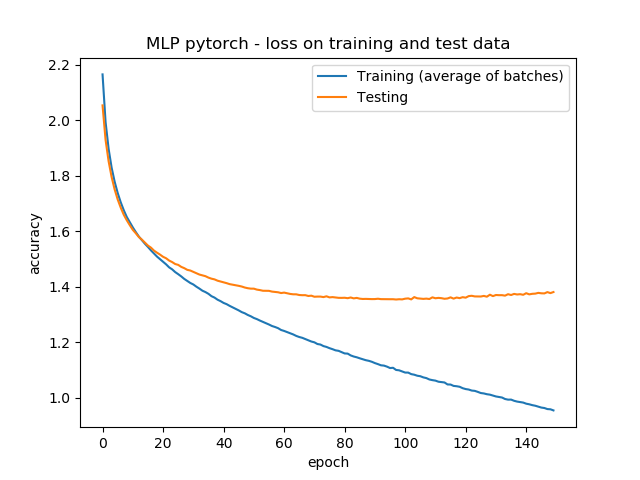 MLP pytorch - loss on training and test data
Training (average of batches)
Testing
2.2
2.0
1.8
1.6
1.4
1.2
1.0
accuracy
0 20 40 60 80 100 120 140
epoch